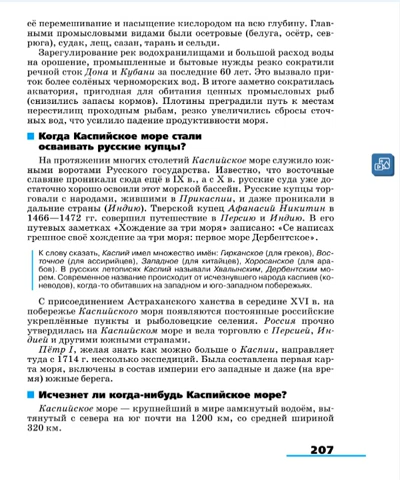 её перемешивание и насыщение кислородом на всю глубину. Глав-
ными промысловыми видами были осетровые (белуга, осётр, сев-
рюга), судак, лещ, сазан, тарань и сельди.
Зарегулирование рек водохранилищами и большой расход воды
на орошение, промышленные и бытовые нужды резко сократили
речной сток Дона и Кубани за последние 60 лет. Это вызвало при-
ток более солёных черноморских вод. В итоге заметно сократилась
акватория, пригодная для обитания ценных промысловых рыб
(снизились запасы кормов). Плотины преградили путь к местам
нерестилищ проходным рыбам, резко увеличились сбросы сточ-
ных вод, что усилило падение продуктивности моря.
Когда Каспийское море стали
осваивать русские купцы?
На протяжении многих столетий Каспийское море служило юж-
ными воротами Русского государства. Известно, что восточные
славяне проникали сюда ещё в IX в., а с X в. русские суда уже до-
статочно хорошо освоили этот морской бассейн. Русские купцы тор-
говали с народами, жившими в Прикаспии, и даже проникали в
дальние страны (Индию). Тверской купец Афанасий Никитин в
1466—1472 гг. совершил путешествие в Персию и Индию. В его
путевых заметках «Хождение за три моря» записано: «Се написах
грешное своё хождение за три моря: первое море Дербентское».
К слову сказать, Каспий имел множество имён: Гирканское (для греков), Вос-
точное (для ассирийцев), Западное (для китайцев), Хоросанское (для ара-
бов). В русских летописях Каспий называли Хвалынским, Дербентским мо-
рем. Современное название происходит от исчезнувшего народа каспиев (ко-
неводов), когда-то обитавших на западном и юго-западном побережьях.
С присоединением Астраханского ханства в середине XVI в. на
побережье Каспийского моря появляются постоянные российские
укреплённые пункты и рыболовецкие селения. Россия прочно
утвердилась на Каспийском море и вела торговлю с Персией, Ин-
дией и другими южными странами.
Пётр I, желая знать как можно больше о Каспии, направляет
туда с 1714 г. несколько экспедиций. Была составлена первая кар-
та моря, включены в состав империи его западные и даже (на вре-
мя) южные берега.
Исчезнет ли когда-нибудь Каспийское море?
Каспийское море — крупнейший в мире замкнутый водоём, вы-
тянутый с севера на юг почти на 1200 км, со средней шириной
320 км.
207